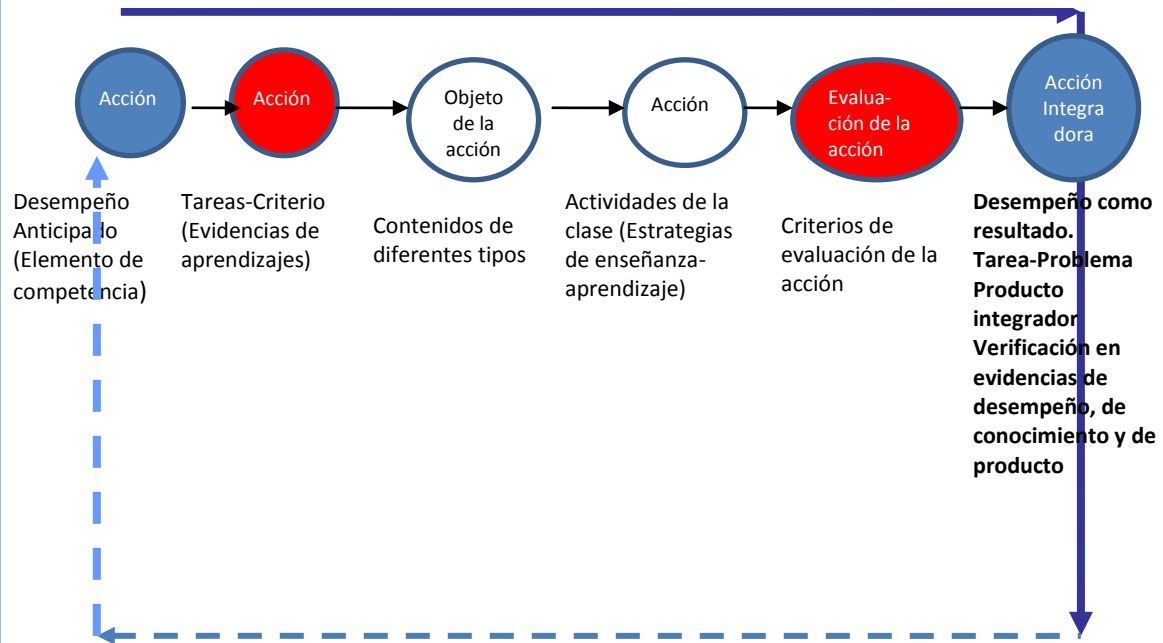 Acción
Acción
Objeto
de la
acción
Acción
Evalua-
ción de la
acción
Acción
Integra
dora
Desempeño
Anticipado
(Elemento de
competencia)
Tareas-Criterio
(Evidencias de
aprendizajes)
Contenidos de
diferentes tipos
Actividades de la
clase (Estrategias
de enseñanza-
aprendizaje)
Criterios de
evaluación de la
acción
Desempeño como
resultado.
Tarea-Problema
Producto
integrador
Verificación en
evidencias de
desempeño, de
conocimiento y de
producto